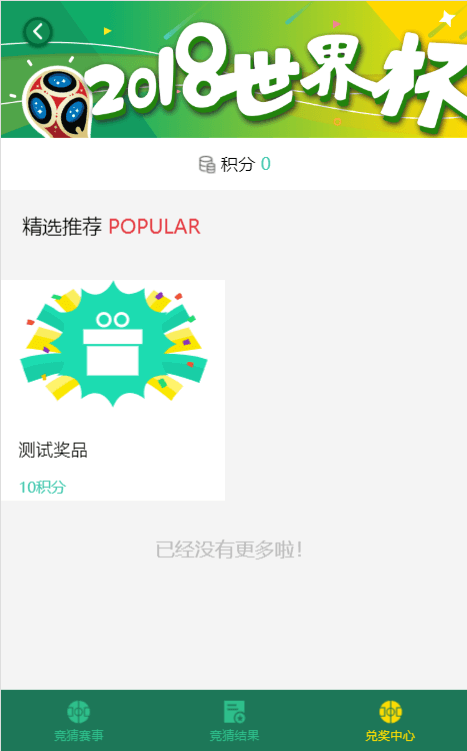 2018世界杯
积分 0
精选推荐 POPULAR
测试奖品
10积分
已经没有更多啦!
竞猜赛事
竞猜结果
兑奖中心